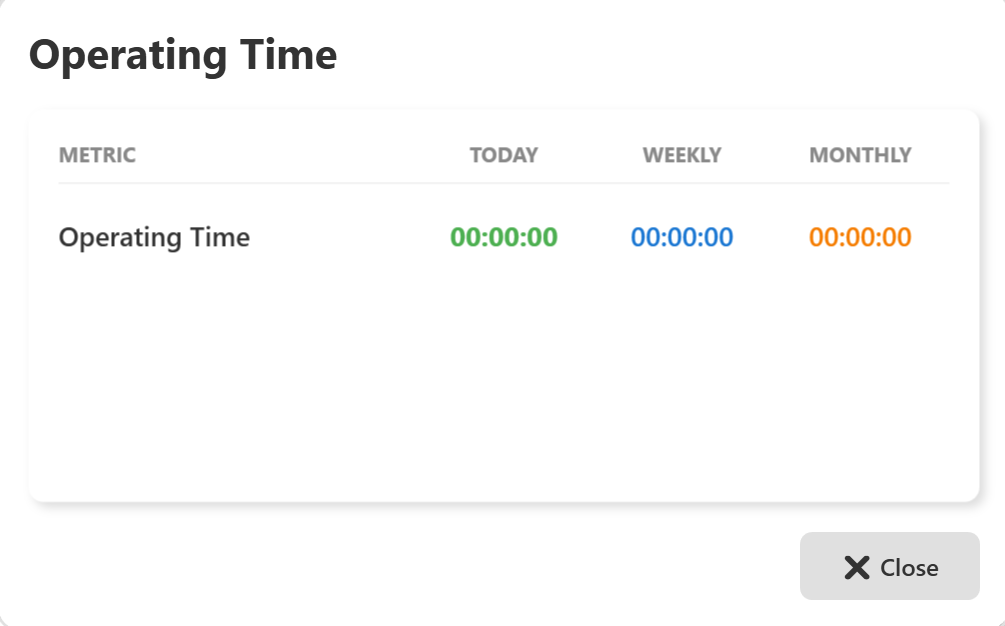 Operating Time
METRIC TODAY WEEKLY MONTHLY
Operating Time 00:00:00 00:00:00 00:00:00
Close